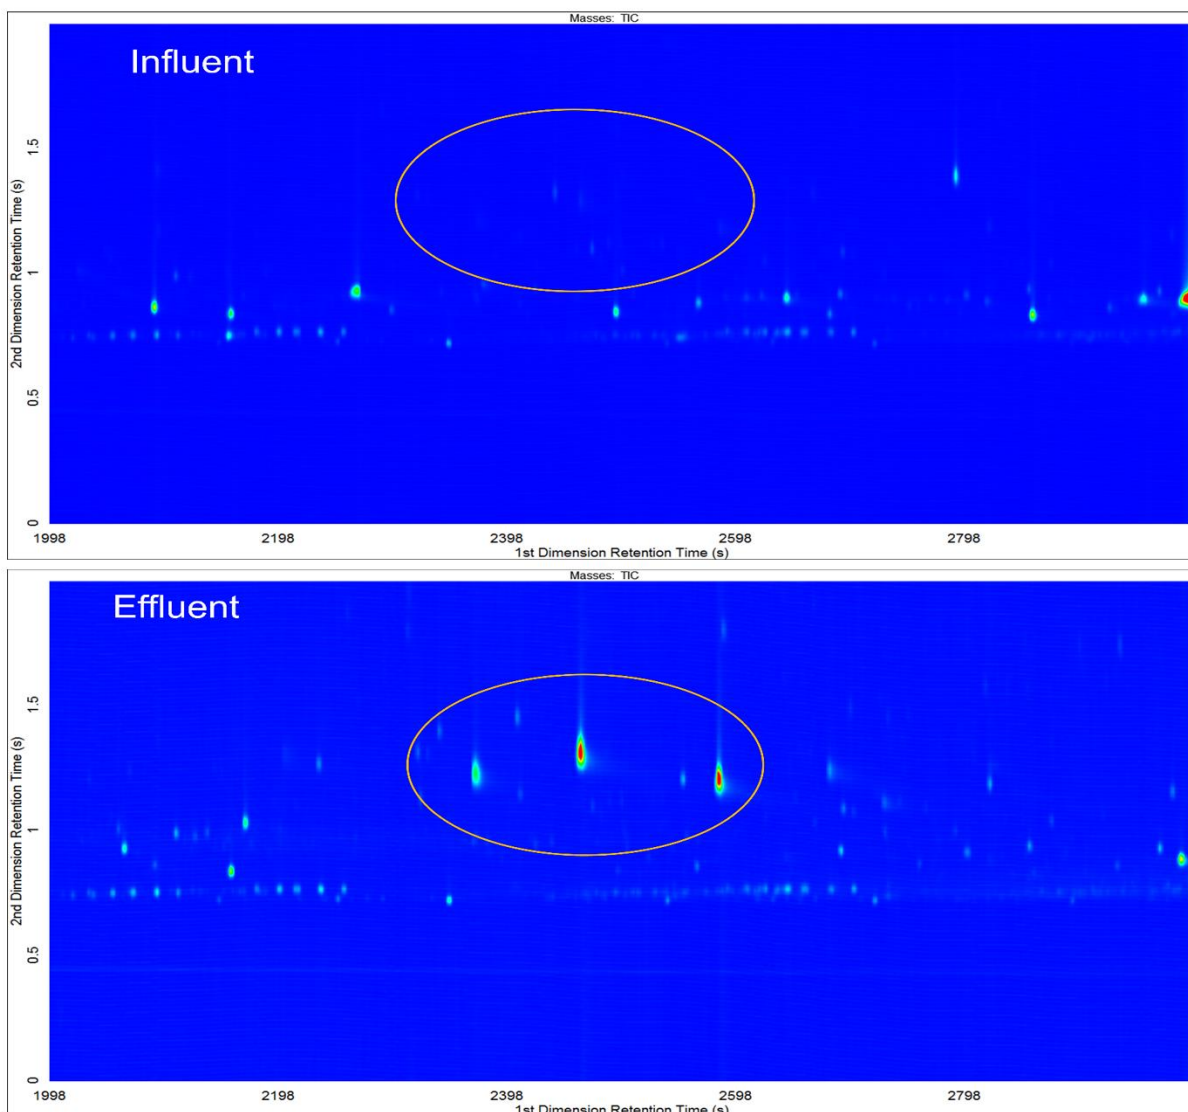 Masses: TIC
Influent
2nd Dimension Retention Time (s)
1.5
1
0.5
0
1998 2198 2398 2598 2798
1st Dimension Retention Time (s)
Masses: TIC
Effluent
2nd Dimension Retention Time (s)
1.5
1
0.5
0
1998 2198 2398 2598 2798
1st Dimension Retention Time (s)